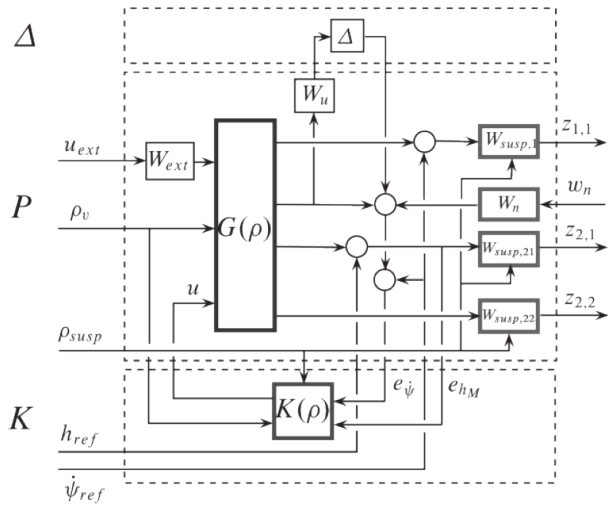 Δ
Δ
W_u
u_ext
W_ext
W_susp,1
z_1,1
P
ρ_v
G(ρ)
W_n
w_n
W_susp,21
z_2,1
u
W_susp,22
z_2,2
ρ_susp
K
K(ρ)
e_ψ̇
e_h_M
h_ref
ψ̇_ref